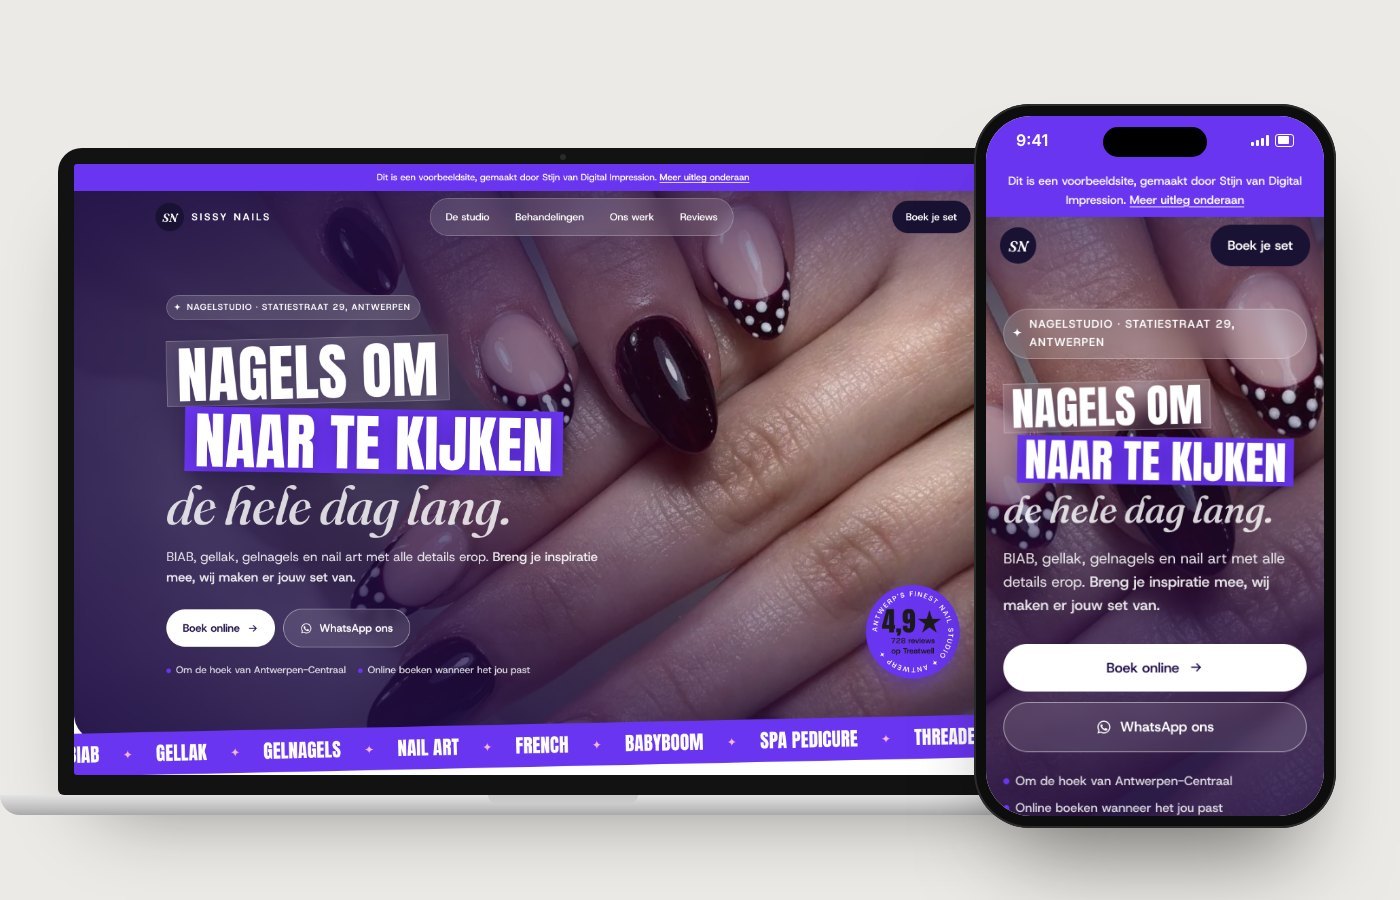 Dit is een voorbeeldsite, gemaakt door Stijn van Digital Impression. Meer uitleg onderaan
SN SISSY NAILS
De studio Behandelingen Ons werk Reviews
Boek je set
✦ NAGELSTUDIO · STATIESTRAAT 29, ANTWERPEN
NAGELS OM
NAAR TE KIJKEN
de hele dag lang.
BIAB, gellak, gelnagels en nail art met alle details erop. Breng je inspiratie
mee, wij maken er jouw set van.
Boek online →
WhatsApp ons
Om de hoek van Antwerpen-Centraal
Online boeken wanneer het jou past
ANTWERP'S FINEST NAIL STUDIO ✦ ANTWERP ✦
4,9★
728 reviews
op Treatwell
BIAB ✦ GELLAK ✦ GELNAGELS ✦ NAIL ART ✦ FRENCH ✦ BABYBOOM ✦ SPA PEDICURE ✦ THREADE
9:41
Dit is een voorbeeldsite, gemaakt door Stijn van Digital
Impression. Meer uitleg onderaan
SN
Boek je set
✦ NAGELSTUDIO · STATIESTRAAT 29,
ANTWERPEN
NAGELS OM
NAAR TE KIJKEN
de hele dag lang.
BIAB, gellak, gelnagels en nail art met alle
details erop. Breng je inspiratie mee, wij
maken er jouw set van.
Boek online →
WhatsApp ons
Om de hoek van Antwerpen-Centraal
Online boeken wanneer het jou past